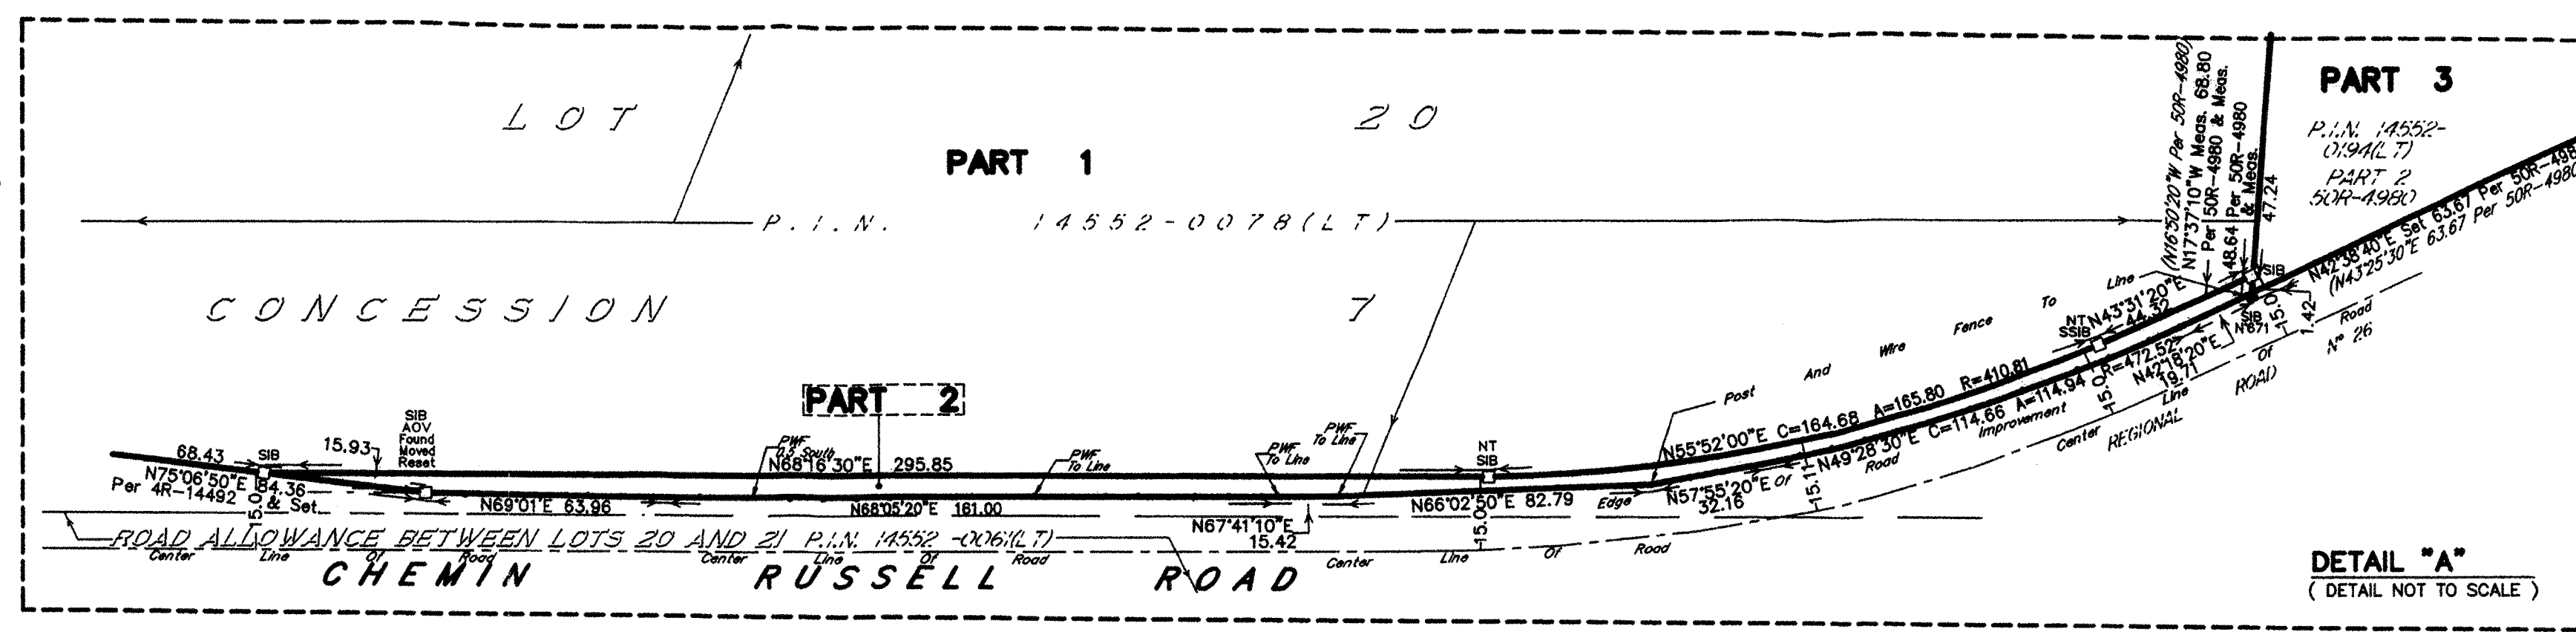 LOT 20
PART 1
P.I.N. 14552-0078(LT)
CONCESSION 7
PART 3
P.I.N. 14552-
0194(LT)
PART 2
50R-4980
(N16°50'20"W Per 50R-4980)
N17°37'10"W Meas. 68.80
Per 50R-4980 & Meas.
48.64 Per 50R-4980
& Meas.
47.24
N42°38'40"E Set 63.67 Per 50R-498
(N43°25'30"E 63.67 Per 50R-4980
SIB
SIB
N°671
15.0
1.42
N43°31'20"E
44.32
NT
SSIB
Post And Wire Fence To Line
PART 2
68.43
SIB
15.93
SIB
AOV
Found
Moved
Reset
N75°06'50"E 84.36
Per 4R-14492 & Set
15.0
PWF
0.5 South
N68°16'30"E 295.85
PWF
To Line
PWF
To Line
PWF
To Line
NT
SIB
N69°01'E 63.96
N68°05'20"E 161.00
N67°41'10"E
15.42
N66°02'50"E 82.79
15.0
N55°52'00"E C=164.68 A=165.80 R=410.81
N49°28'30"E C=114.66 A=114.94 R=472.52
N42°18'20"E
19.71
15.0
N57°55'20"E
32.16
15.11
Edge Of Road Improvement
ROAD ALLOWANCE BETWEEN LOTS 20 AND 21 P.I.N. 14552-0061(LT)
Center Line Of Road Center Line Of Road Center Line Of Road Center Line Of Road
REGIONAL ROAD N° 26
CHEMIN RUSSELL ROAD
DETAIL "A"
( DETAIL NOT TO SCALE )